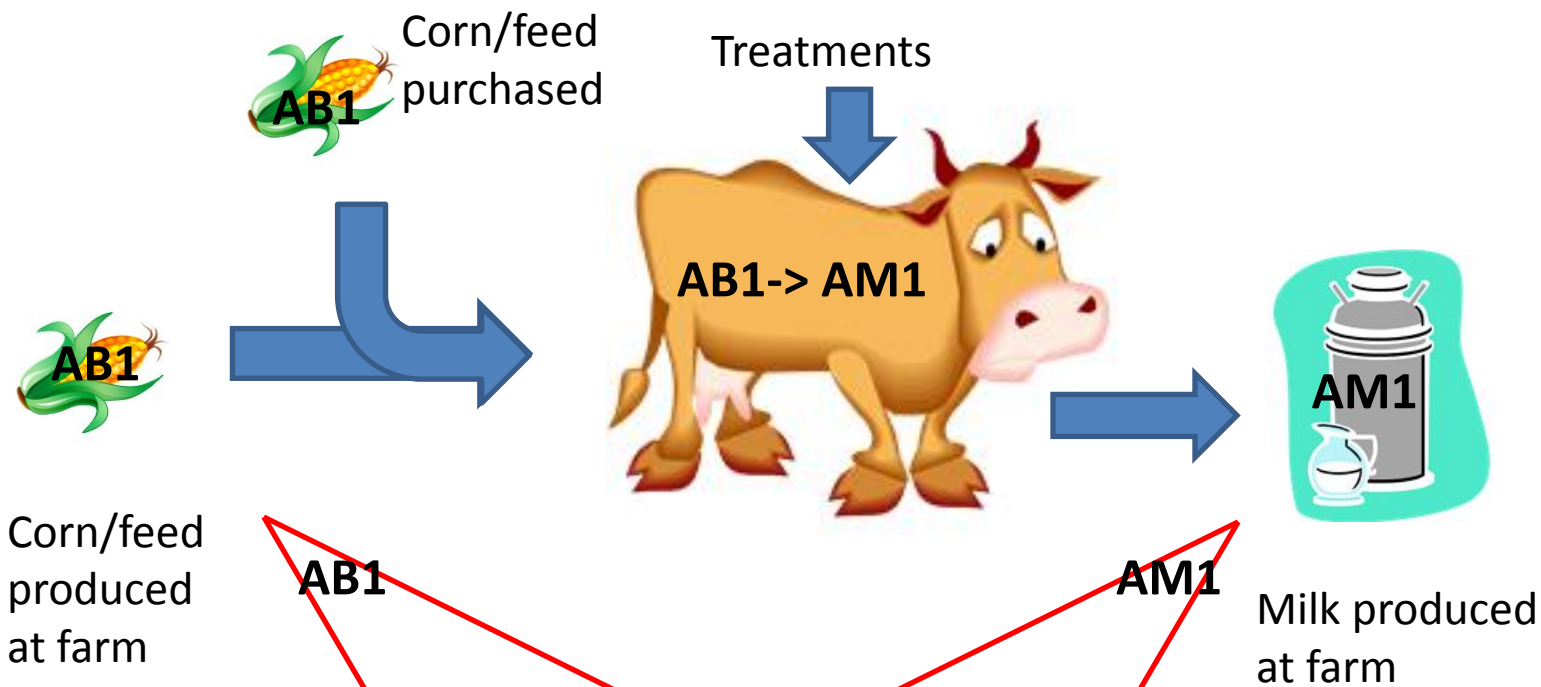 Corn/feed
purchased
AB1
Treatments
AB1-> AM1
AB1
AM1
Corn/feed
produced
at farm
AB1
AM1
Milk produced
at farm